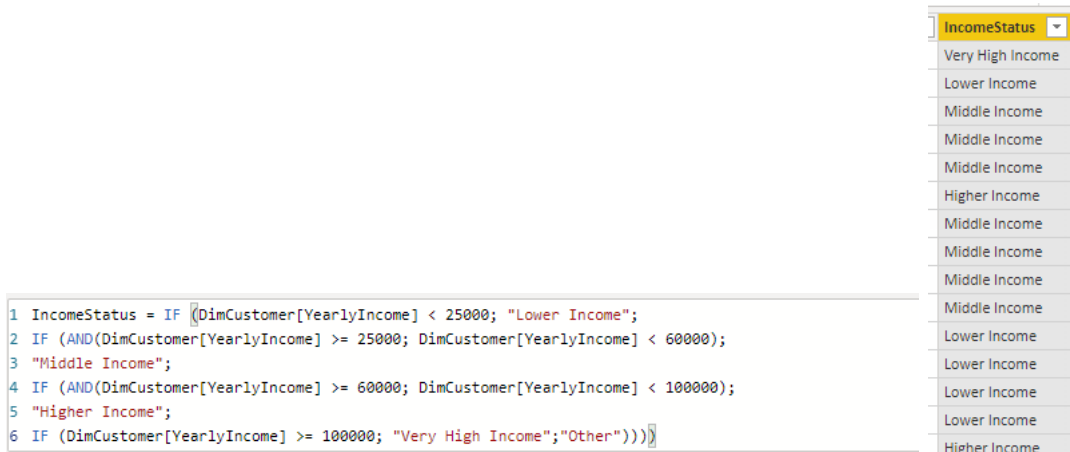 IncomeStatus
Very High Income
Lower Income
Middle Income
Middle Income
Middle Income
Higher Income
Middle Income
Middle Income
Middle Income
Middle Income
Lower Income
Lower Income
Lower Income
Lower Income
Higher Income
1 IncomeStatus = IF (DimCustomer[YearlyIncome] < 25000; "Lower Income";
2 IF (AND(DimCustomer[YearlyIncome] >= 25000; DimCustomer[YearlyIncome] < 60000);
3 "Middle Income";
4 IF (AND(DimCustomer[YearlyIncome] >= 60000; DimCustomer[YearlyIncome] < 100000);
5 "Higher Income";
6 IF (DimCustomer[YearlyIncome] >= 100000; "Very High Income";"Other"))))